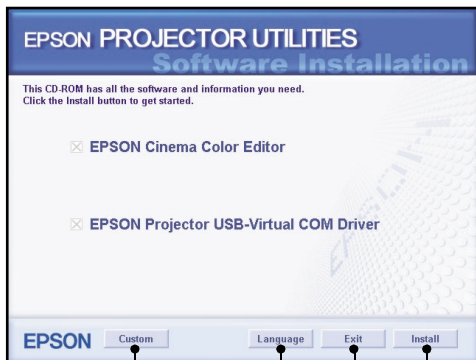 EPSON PROJECTOR UTILITIES
Software Installation
This CD-ROM has all the software and information you need.
Click the Install button to get started.
EPSON Cinema Color Editor
EPSON Projector USB-Virtual COM Driver
EPSON
EPSON Custom Language Exit Install